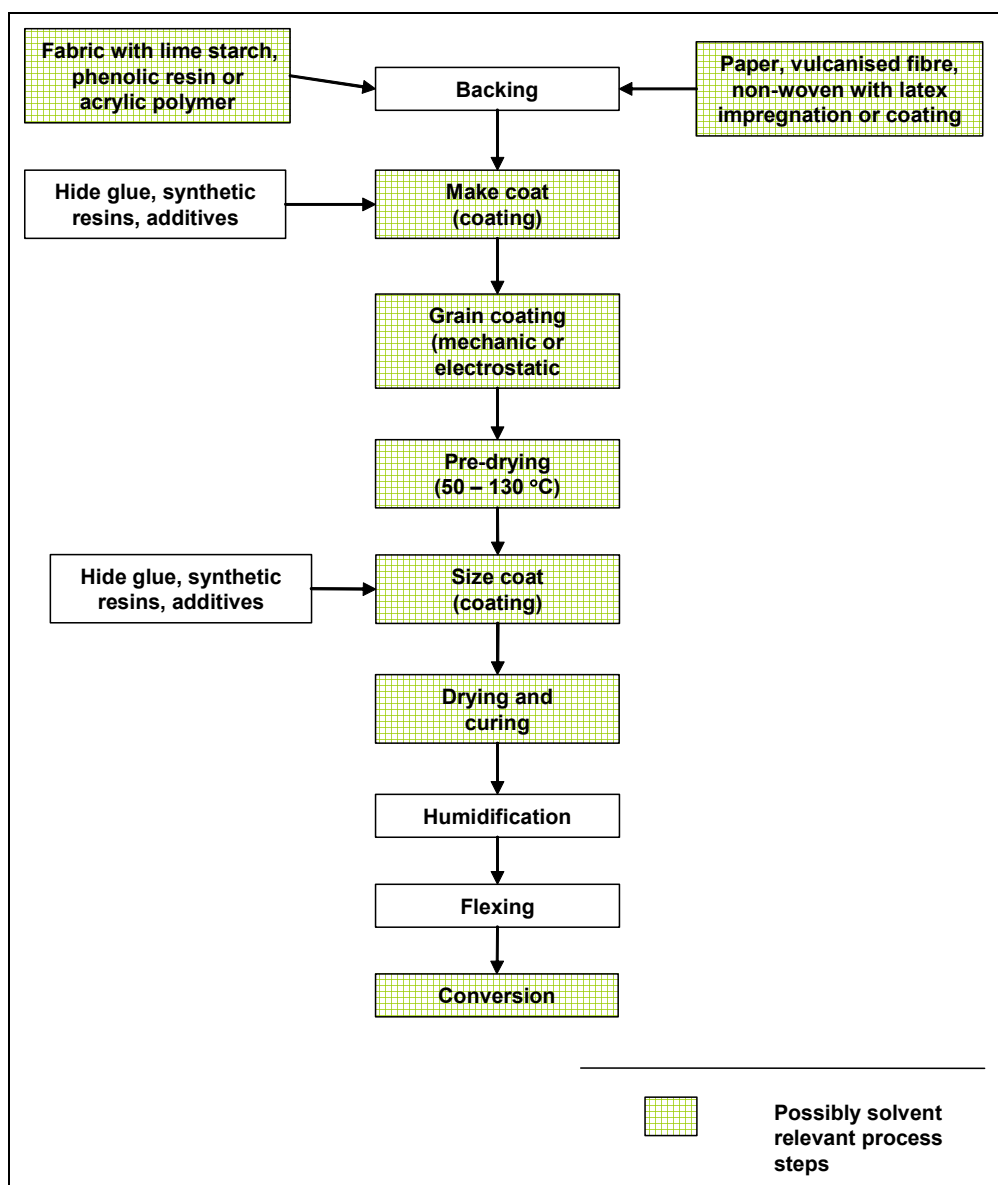 Fabric with lime starch,
phenolic resin or
acrylic polymer
Backing
Paper, vulcanised fibre,
non-woven with latex
impregnation or coating
Hide glue, synthetic
resins, additives
Make coat
(coating)
Grain coating
(mechanic or
electrostatic
Pre-drying
(50 – 130 °C)
Hide glue, synthetic
resins, additives
Size coat
(coating)
Drying and
curing
Humidification
Flexing
Conversion
Possibly solvent
relevant process
steps